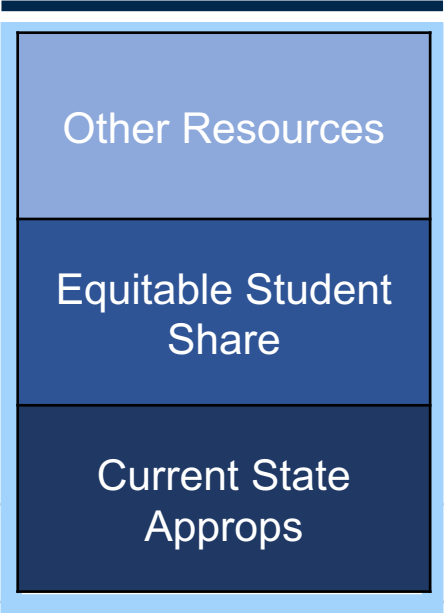 Other Resources
Equitable Student
Share
Current State
Approps